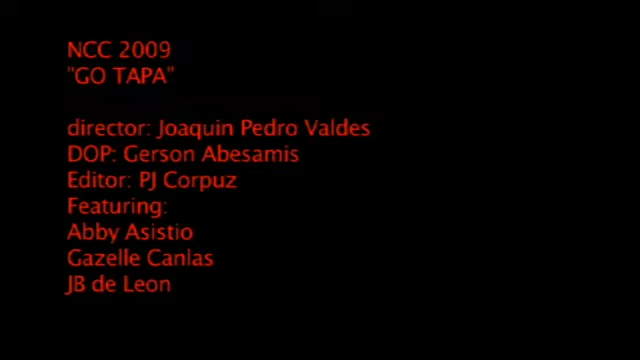 NCC 2009
"GO TAPA"
director: Joaquin Pedro Valdes
DOP: Gerson Abesamis
Editor: PJ Corpuz
Featuring:
Abby Asistio
Gazelle Canlas
JB de Leon